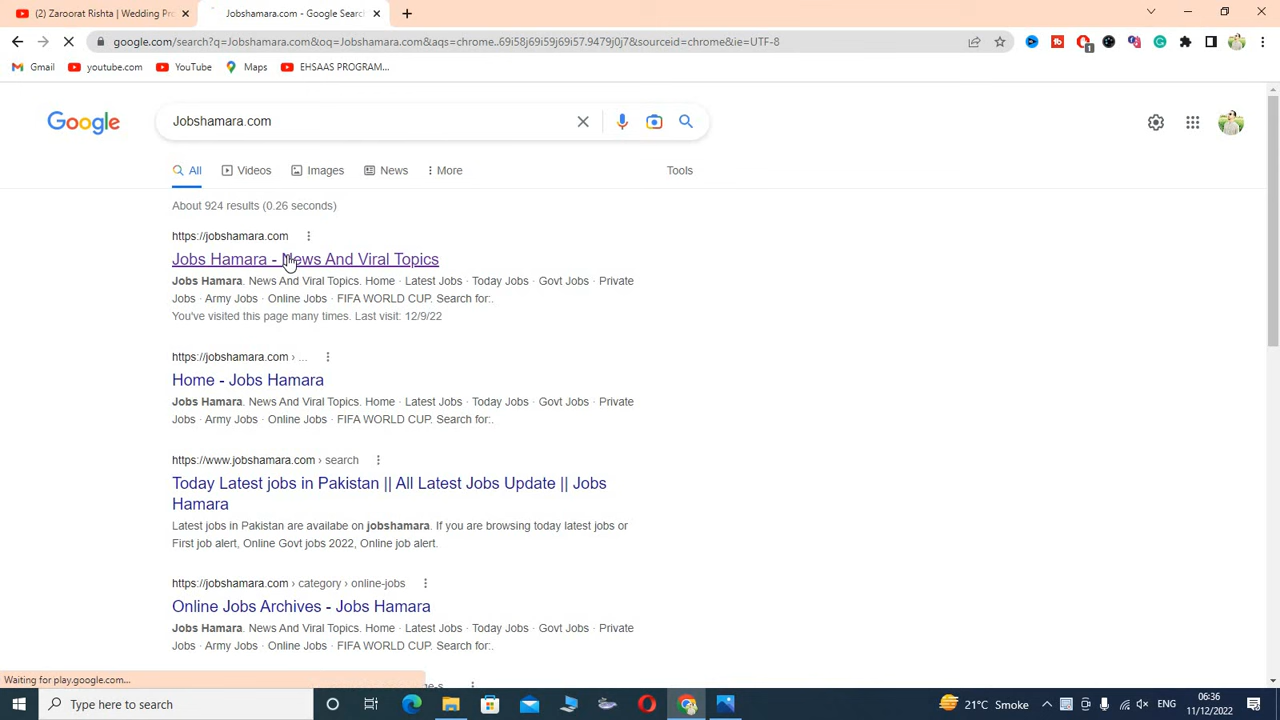 (2) Zaroorat Rishta | Wedding Pro
Jobshamara.com - Google Searc
google.com/search?q=Jobshamara.com&oq=Jobshamara.com&aqs=chrome..69i58j69i59j69i57.9479j0j7&sourceid=chrome&ie=UTF-8
1
Gmail youtube.com YouTube Maps EHSAAS PROGRAM...
Google
Jobshamara.com
All Videos Images News More Tools
About 924 results (0.26 seconds)
https://jobshamara.com
Jobs Hamara - News And Viral Topics
Jobs Hamara. News And Viral Topics. Home · Latest Jobs · Today Jobs · Govt Jobs · Private
Jobs · Army Jobs · Online Jobs · FIFA WORLD CUP. Search for:.
You've visited this page many times. Last visit: 12/9/22
https://jobshamara.com › ...
Home - Jobs Hamara
Jobs Hamara. News And Viral Topics. Home · Latest Jobs · Today Jobs · Govt Jobs · Private
Jobs · Army Jobs · Online Jobs · FIFA WORLD CUP. Search for:.
https://www.jobshamara.com › search
Today Latest jobs in Pakistan || All Latest Jobs Update || Jobs
Hamara
Latest jobs in Pakistan are availabe on jobshamara. If you are browsing today latest jobs or
First job alert, Online Govt jobs 2022, Online job alert.
https://jobshamara.com › category › online-jobs
Online Jobs Archives - Jobs Hamara
Jobs Hamara. News And Viral Topics. Home · Latest Jobs · Today Jobs · Govt Jobs · Private
Jobs · Army Jobs · Online Jobs · FIFA WORLD CUP. Search for:.
Waiting for play.google.com...
Type here to search
21°C Smoke
ENG
06:36
11/12/2022